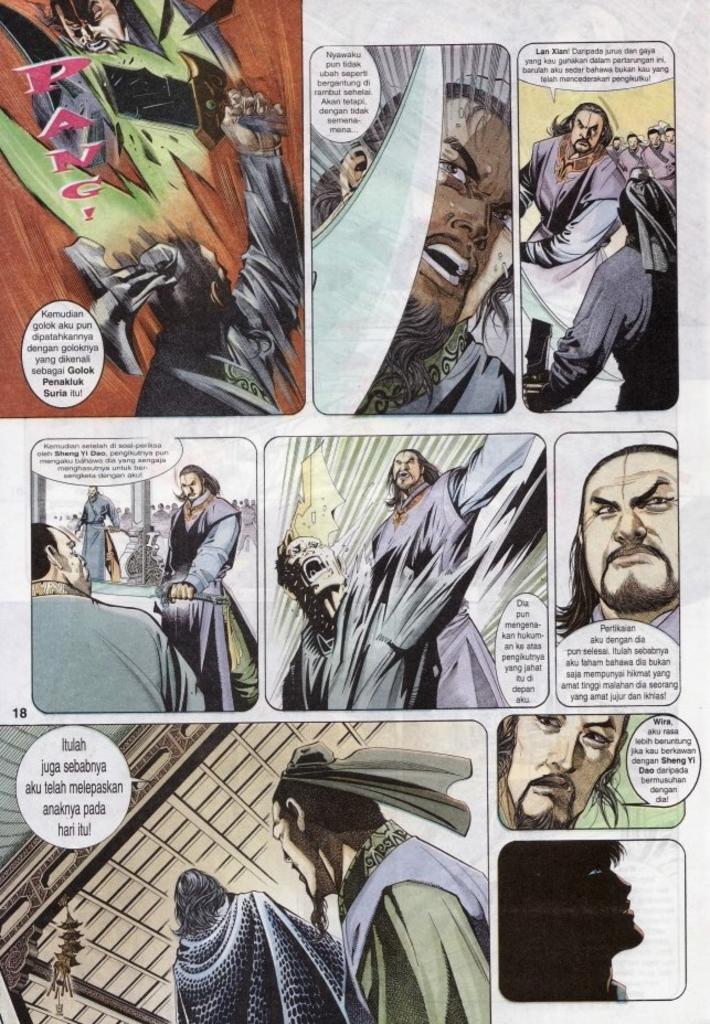 PANG!
Kemudian
golok aku pun
dipatahkannya
dengan goloknya
yang dikenali
sebagai Golok
Penakluk
Suria itu!
Nyawaku
pun tidak
ubah seperti
bergantung di
rambut sehelai.
Akan tetapi,
dengan tidak
semena-
mena...
Lan Xian! Daripada jurus dan gaya
yang kau gunakan dalam pertarungan ini,
barulah aku sedar bahawa bukan kau yang
telah mencederakan pengikutku!
Kemudian setelah di soal-periksa
oleh Sheng Yi Dao, pengikutnya pun
mengaku bahawa dia yang sengaja
menghasutnya untuk ber-
sengketa dengan aku!
Dia
pun
mengena-
kan hukum-
an ke atas
pengikutnya
yang jahat
itu di
depan
aku.
Pertikaian
aku dengan dia
pun selesai. Itulah sebabnya
aku faham bahawa dia bukan
saja mempunyai hikmat yang
amat tinggi malahan dia seorang
yang amat jujur dan ikhlas!
18
Itulah
juga sebabnya
aku telah melepaskan
anaknya pada
hari itu!
Wira,
aku rasa
lebih beruntung
jika kau berkawan
dengan Sheng Yi
Dao daripada
bermusuhan
dengan
dia!